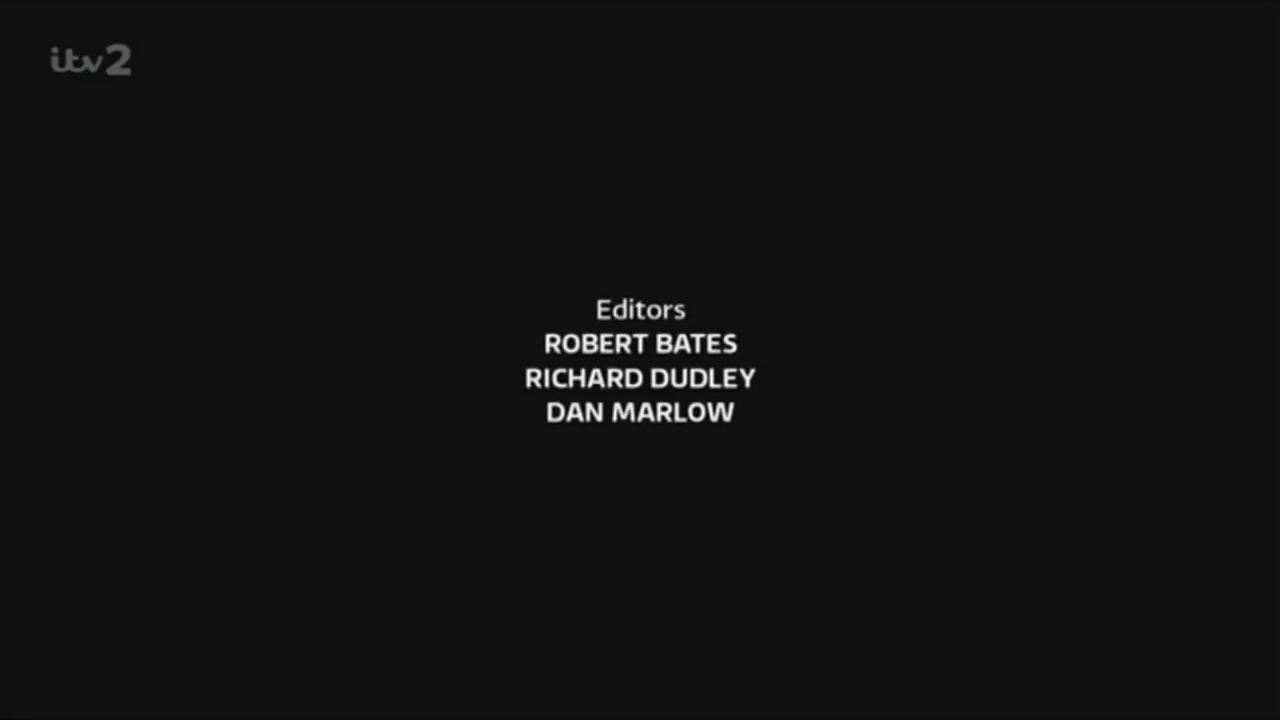 itv2
Editors
ROBERT BATES
RICHARD DUDLEY
DAN MARLOW